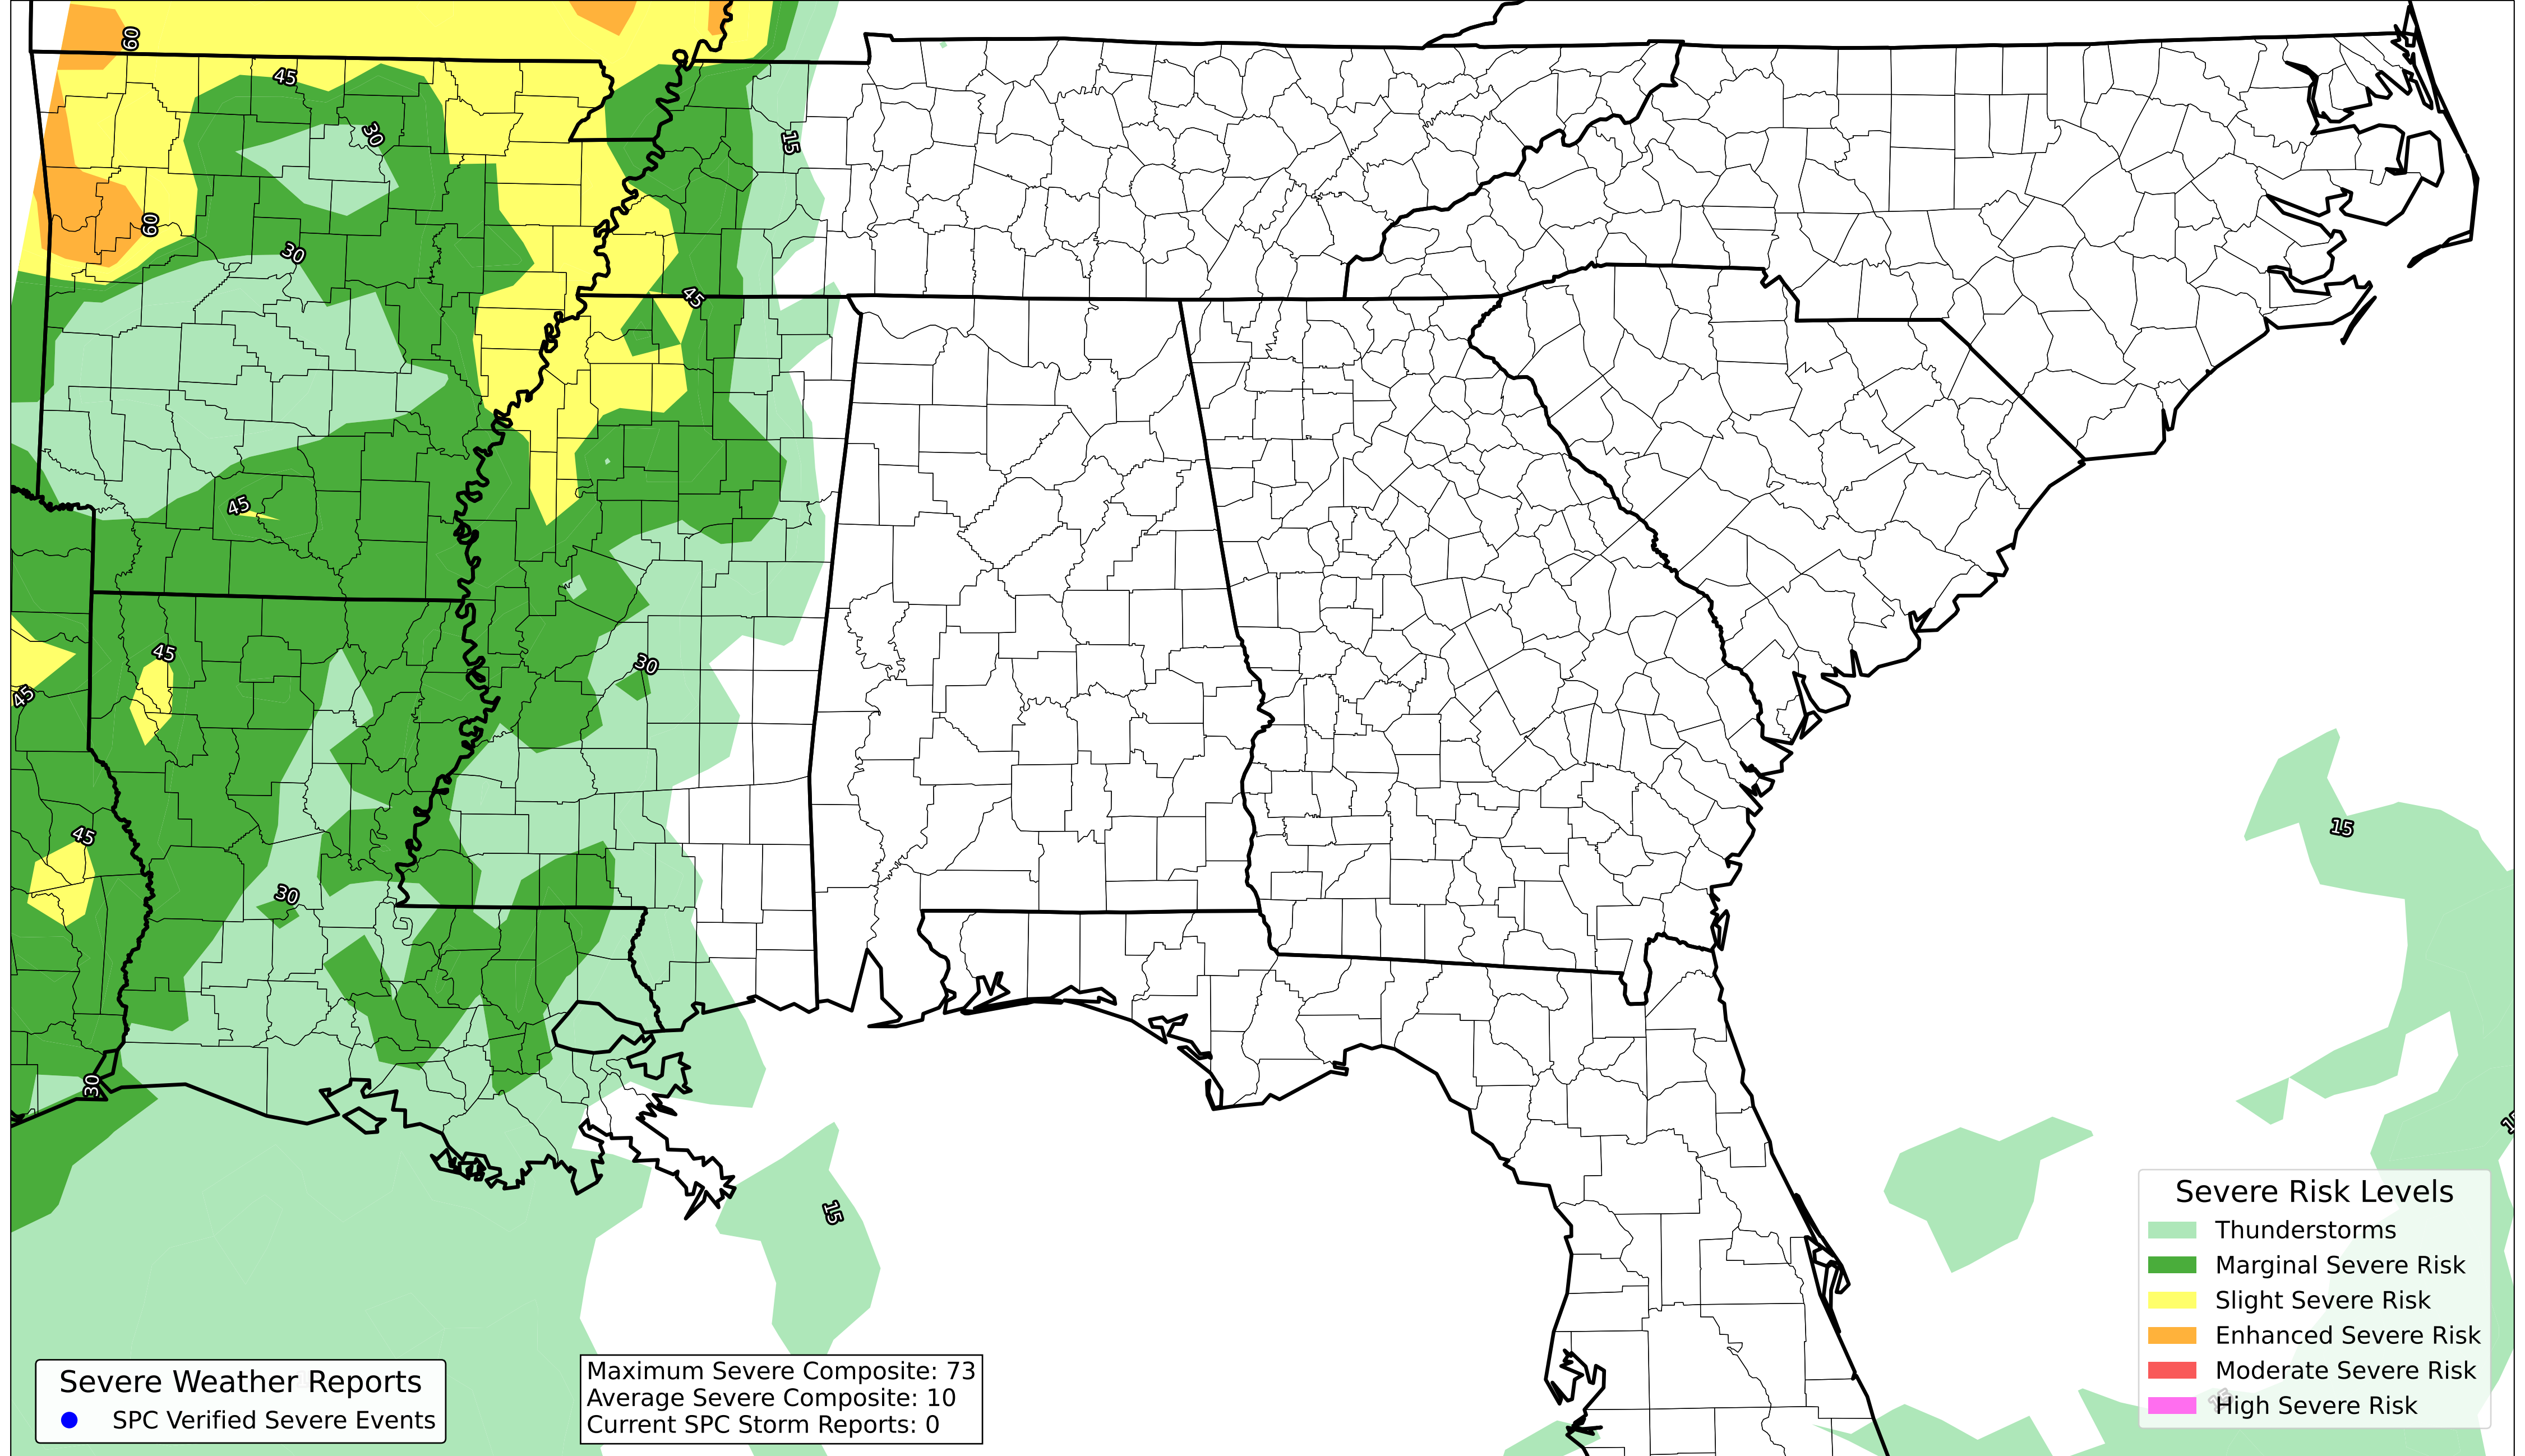 60
45
30
15
60
30
45
45
45
30
45
45
30
15
30
15
15
Severe Risk Levels
Thunderstorms
Marginal Severe Risk
Slight Severe Risk
Enhanced Severe Risk
Moderate Severe Risk
High Severe Risk
15
Severe Weather Reports
SPC Verified Severe Events
Maximum Severe Composite: 73
Average Severe Composite: 10
Current SPC Storm Reports: 0